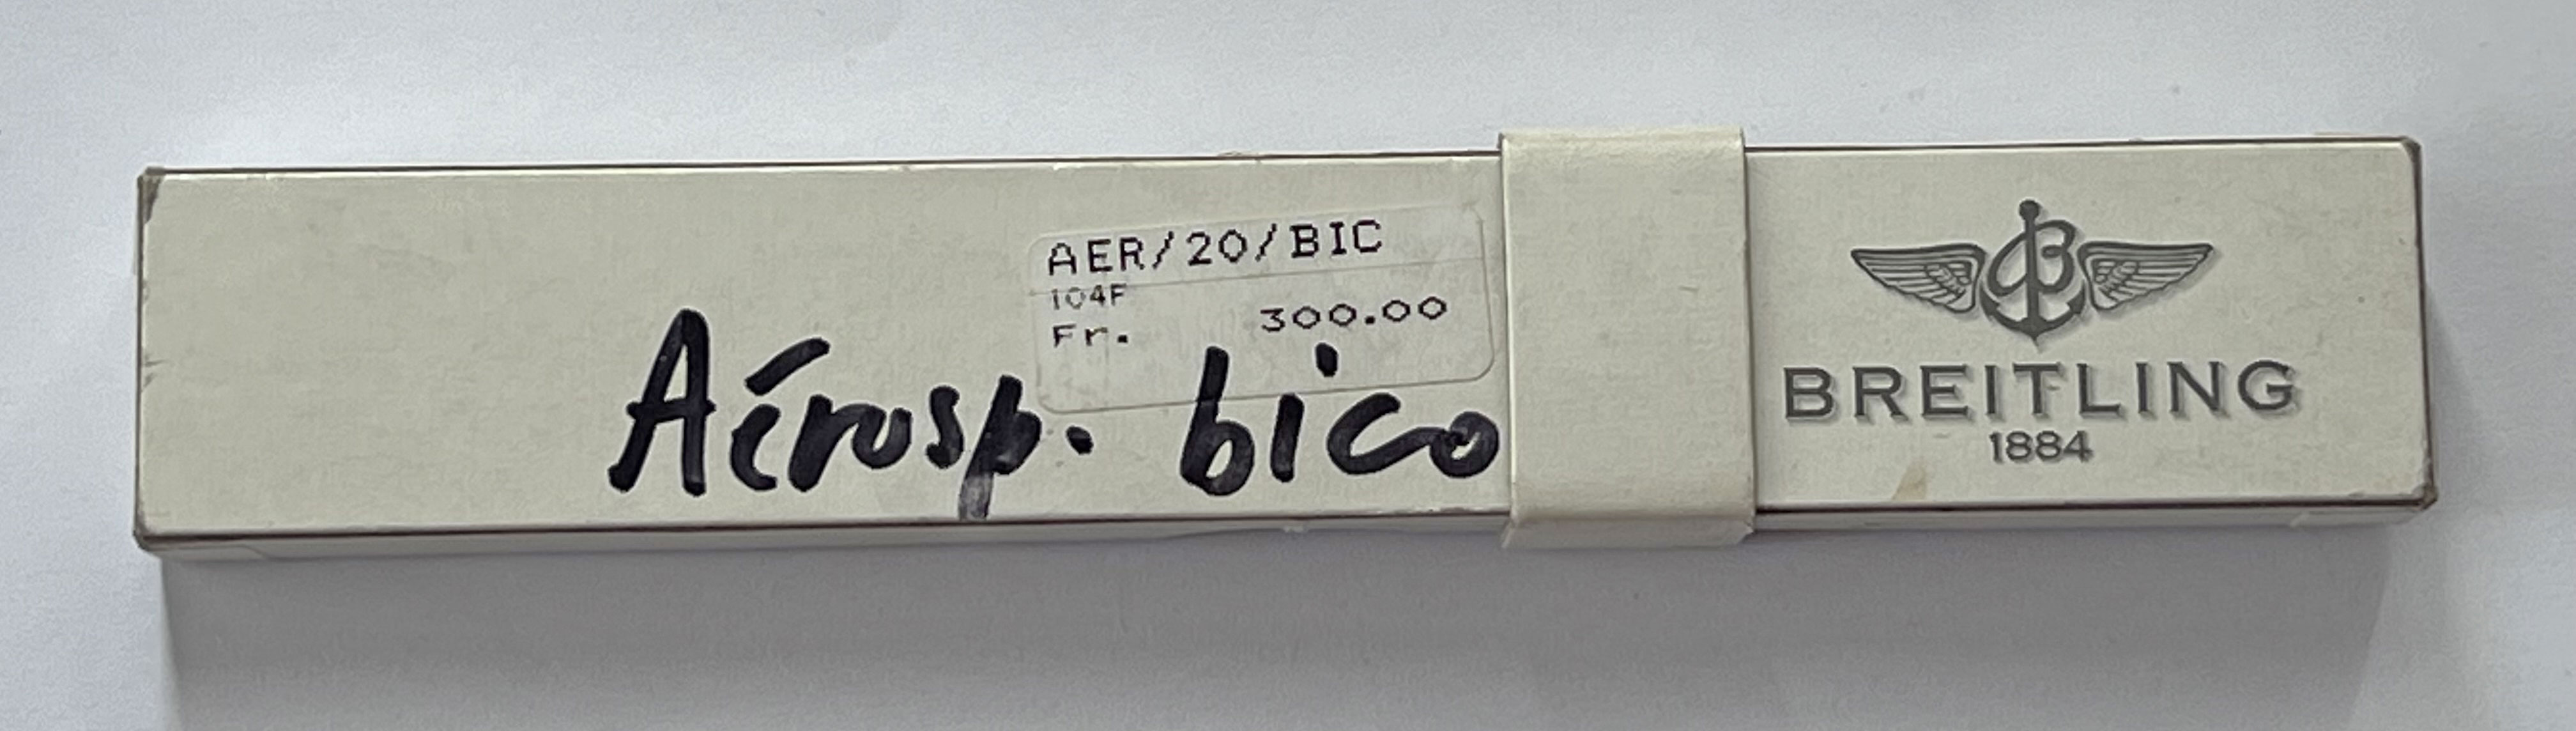 AER/20/BIC
104F
Fr. 300.00
Aérosp. bico
BREITLING
1884